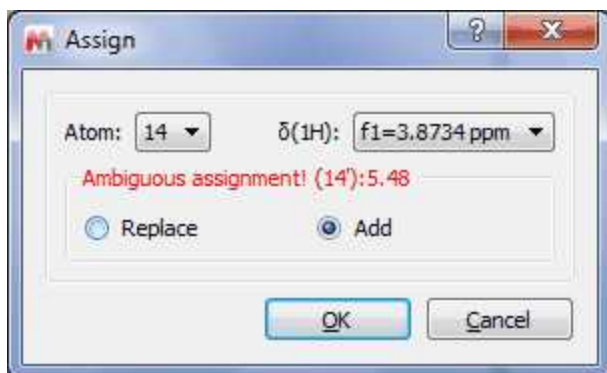 Assign
Atom: 14 δ(1H): f1=3.8734 ppm
Ambiguous assignment! (14'):5.48
Replace Add
OK Cancel